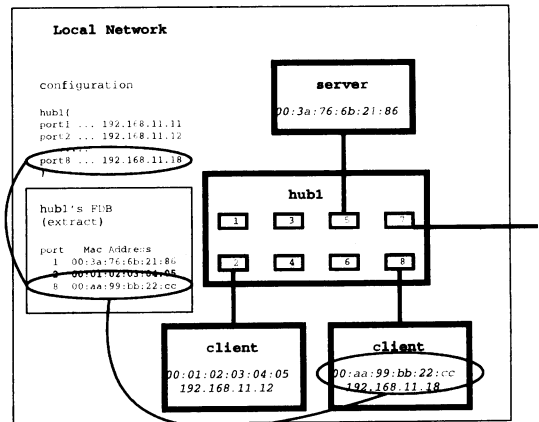 Local Network
configuration
hub1{
port1 ... 192.168.11.11
port2 ... 192.168.11.12
........
port8 ... 192.168.11.18
}
hub1's FDB
(extract)
port Mac Address
1 00:3a:76:6b:21:86
2 00:01:02:03:04:05
8 00:aa:99:bb:22:cc
server
00:3a:76:6b:21:86
hub1
1 3 5 7
2 4 6 8
client
00:01:02:03:04:05
192.168.11.12
client
00:aa:99:bb:22:cc
192.168.11.18